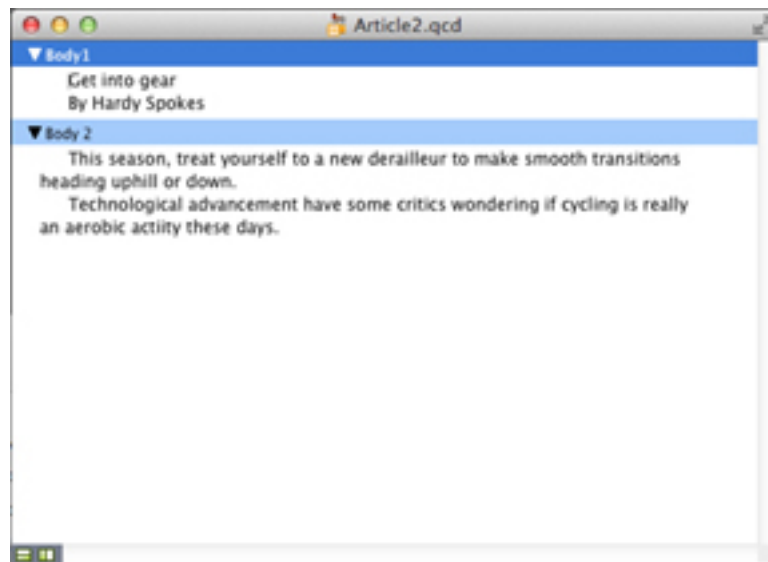 Article2.qcd
Body1
Get into gear
By Hardy Spokes
Body 2
This season, treat yourself to a new derailleur to make smooth transitions
heading uphill or down.
Technological advancement have some critics wondering if cycling is really
an aerobic actiity these days.